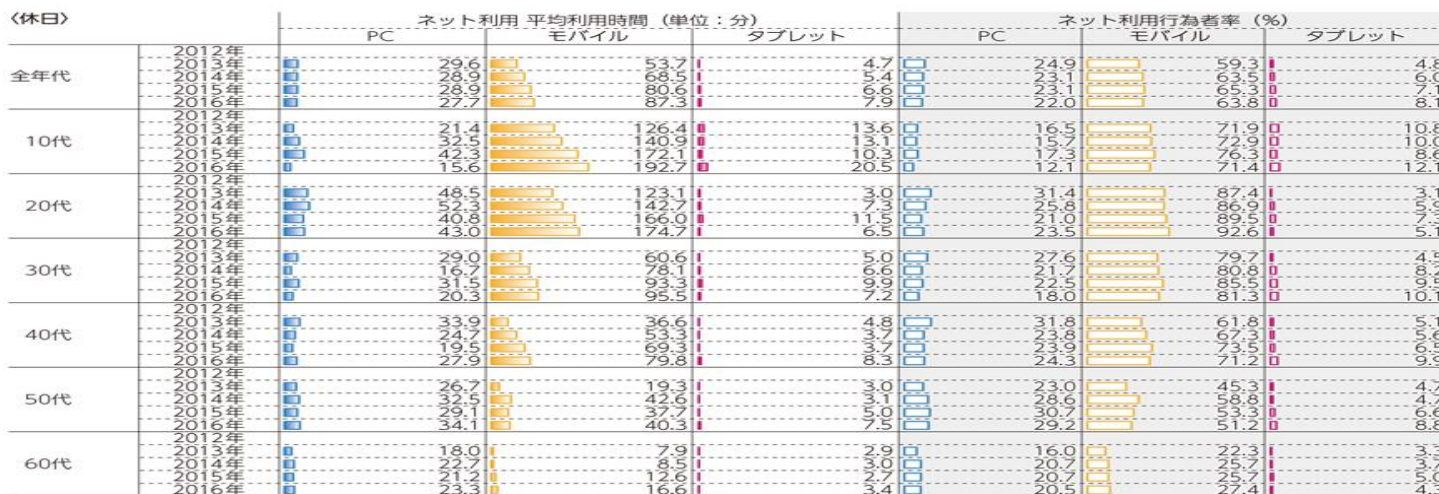 〈休日〉 ネット利用 平均利用時間（単位：分） ネット利用行為者率（%）
PC モバイル タブレット PC モバイル タブレット
全年代
2012年
2013年 29.6 53.7 4.7 24.9 59.3 4.8
2014年 28.9 68.5 5.4 23.1 63.5 6.0
2015年 28.9 80.6 6.6 23.1 65.3 7.1
2016年 27.7 87.3 7.9 22.0 63.8 8.1
10代
2012年
2013年 21.4 126.4 13.6 16.5 71.9 10.8
2014年 32.5 140.9 13.1 15.7 72.9 10.0
2015年 42.3 172.1 10.3 17.3 76.3 8.6
2016年 15.6 192.7 20.5 12.1 71.4 12.1
20代
2012年
2013年 48.5 123.1 3.0 31.4 87.4 3.1
2014年 52.3 142.7 7.3 25.8 86.9 5.9
2015年 40.8 166.0 11.5 21.0 89.5 7.3
2016年 43.0 174.7 6.5 23.5 92.6 5.1
30代
2012年
2013年 29.0 60.6 5.0 27.6 79.7 4.5
2014年 16.7 78.1 6.6 21.7 80.8 8.2
2015年 31.5 93.3 9.9 22.5 85.5 9.5
2016年 20.3 95.5 7.2 18.0 81.3 10.1
40代
2012年
2013年 33.9 36.6 4.8 31.8 61.8 5.1
2014年 24.7 53.3 3.7 23.8 67.3 5.6
2015年 19.5 69.3 3.7 23.9 73.5 6.5
2016年 27.9 79.8 8.3 24.3 71.2 9.9
50代
2012年
2013年 26.7 19.3 3.0 23.0 45.3 4.7
2014年 32.5 42.6 3.1 28.6 58.8 4.7
2015年 29.1 37.7 5.0 30.7 53.3 6.6
2016年 34.1 40.3 7.5 29.2 51.2 8.8
60代
2012年
2013年 18.0 7.9 2.9 16.0 22.3 3.3
2014年 22.7 8.5 3.0 20.7 25.7 3.7
2015年 21.2 12.6 2.7 20.7 25.7 5.0
2016年 23.3 16.6 3.4 20.5 27.4 4.3